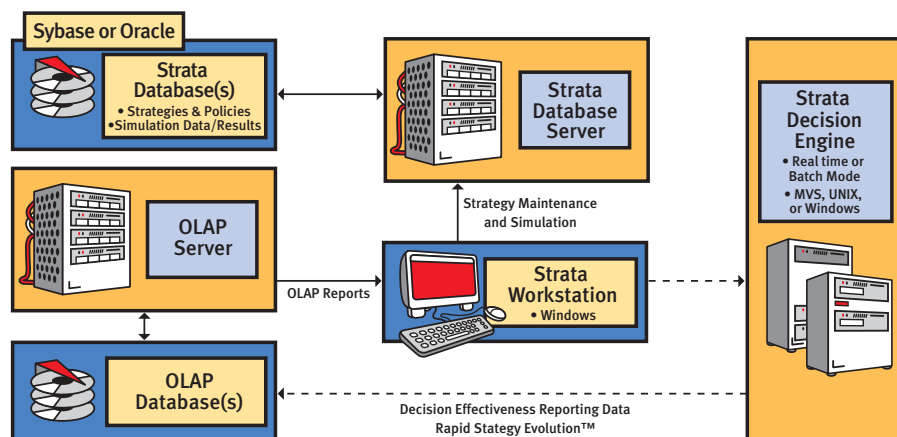 Sybase or Oracle
Strata
Database(s)
• Strategies & Policies
•Simulation Data/Results
Strata
Database
Server
Strata
Decision
Engine
• Real time or
Batch Mode
• MVS, UNIX,
or Windows
OLAP
Server
Strategy Maintenance
and Simulation
OLAP Reports
Strata
Workstation
• Windows
OLAP
Database(s)
Decision Effectiveness Reporting Data
Rapid Stategy Evolution™